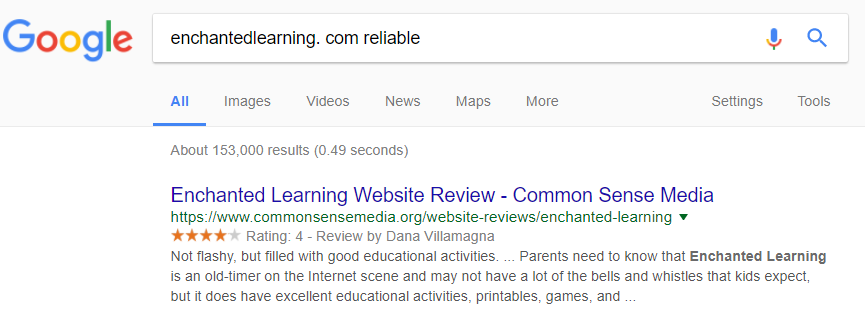 Google enchantedlearning. com reliable
All Images Videos News Maps More Settings Tools
About 153,000 results (0.49 seconds)
Enchanted Learning Website Review - Common Sense Media
https://www.commonsensemedia.org/website-reviews/enchanted-learning
Rating: 4 - Review by Dana Villamagna
Not flashy, but filled with good educational activities. ... Parents need to know that Enchanted Learning
is an old-timer on the Internet scene and may not have a lot of the bells and whistles that kids expect,
but it does have excellent educational activities, printables, games, and ...